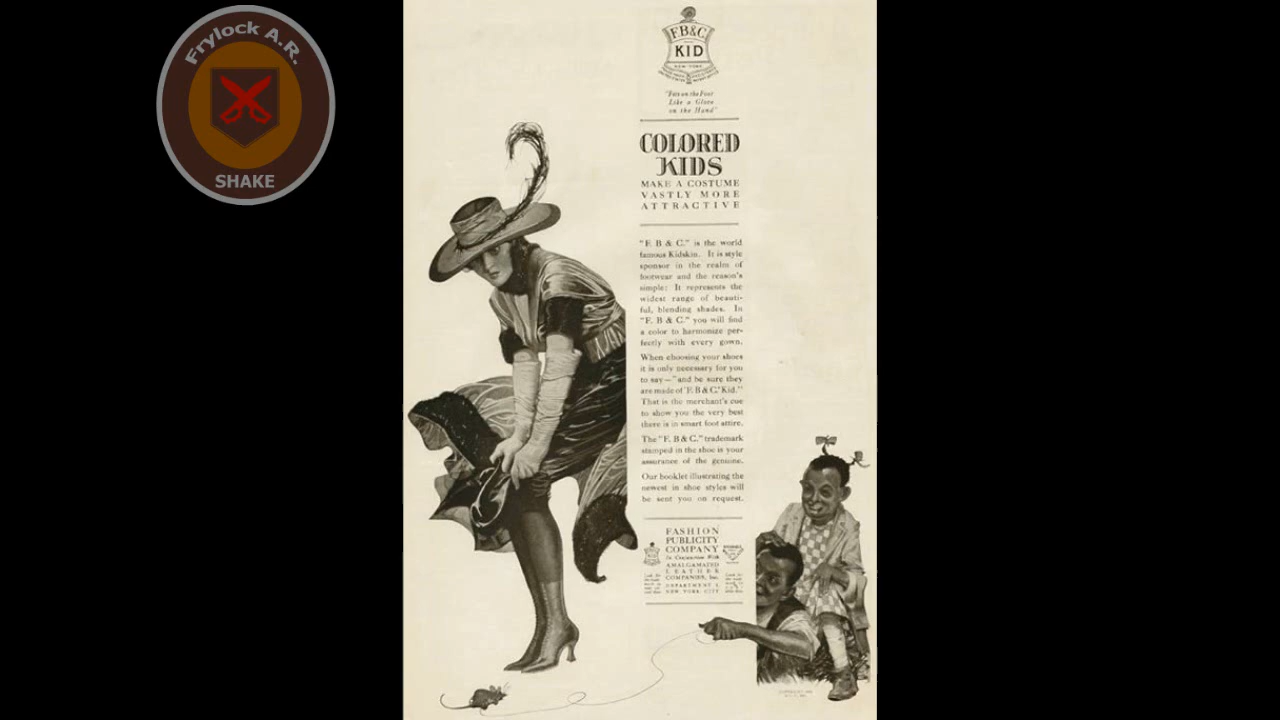 Frylock A.R.
SHAKE
F.B.&C.
KID
NEW YORK
"Fits on the Foot
Like a Glove
on the Hand"
COLORED
KIDS
MAKE A COSTUME
VASTLY MORE
ATTRACTIVE
"F. B & C." is the world
famous Kidskin. It is style
sponsor in the realm of
footwear and the reason's
simple: It represents the
widest range of beauti-
ful, blending shades. In
"F. B & C." you will find
a color to harmonize per-
fectly with every gown.
When choosing your shoes
it is only necessary for you
to say—"and be sure they
are made of 'F. B & C.' Kid."
That is the merchant's cue
to show you the very best
there is in smart foot attire.
The "F. B & C." trademark
stamped in the shoe is your
assurance of the genuine.
Our booklet illustrating the
newest in shoe styles will
be sent you on request.
FASHION
PUBLICITY
COMPANY
In Conjunction With
AMALGAMATED
LEATHER
COMPANIES, Inc.
DEPARTMENT
NEW YORK CITY